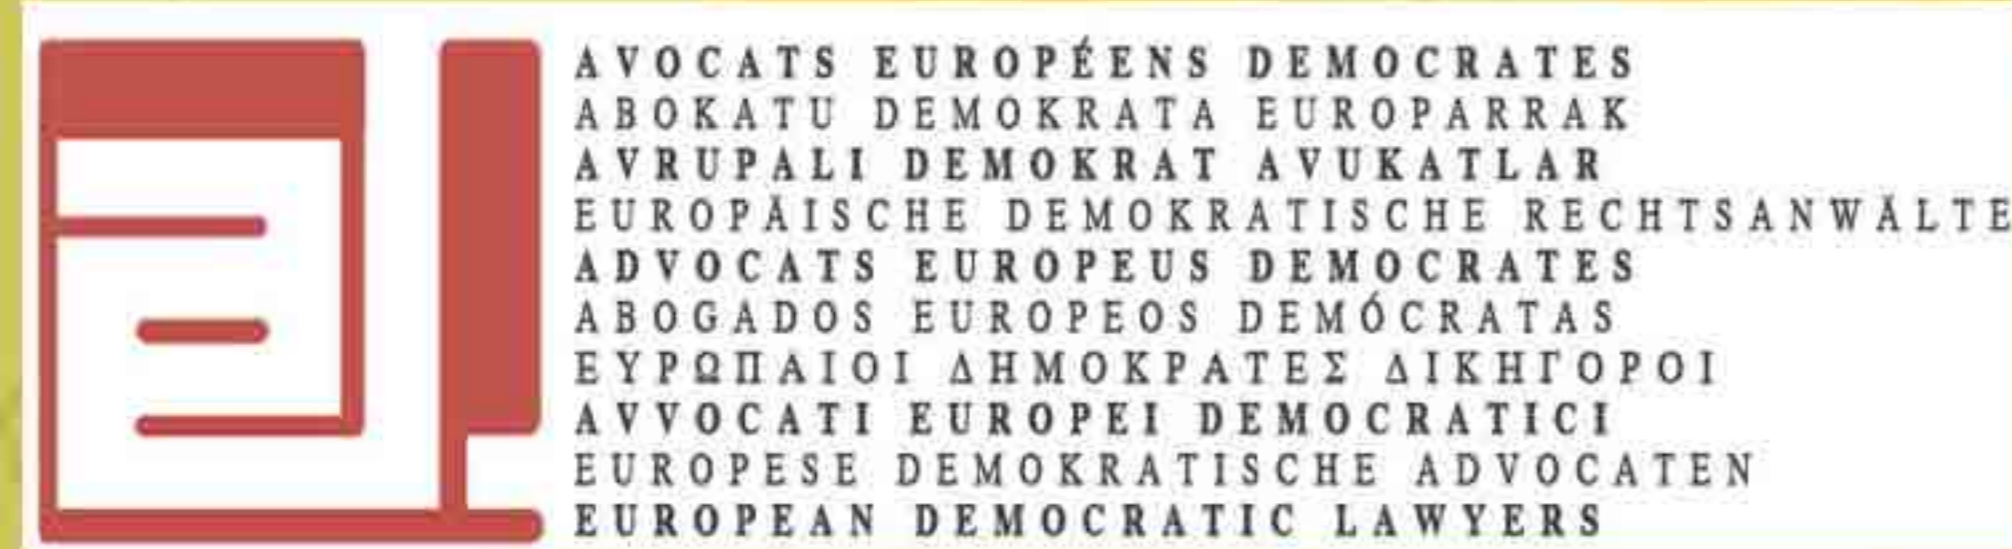 AVOCATS EUROPÉENS DEMOCRATES
ABOKATU DEMOKRATA EUROPARRAK
AVRUPALI DEMOKRAT AVUKATLAR
EUROPÄISCHE DEMOKRATISCHE RECHTSANWÄLTE
ADVOCATS EUROPEUS DEMOCRATES
ABOGADOS EUROPEOS DEMÓCRATAS
ΕΥΡΩΠΑΙΟΙ ΔΗΜΟΚΡΑΤΕΣ ΔΙΚΗΓΟΡΟΙ
AVVOCATI EUROPEI DEMOCRATICI
EUROPESE DEMOKRATISCHE ADVOCATEN
EUROPEAN DEMOCRATIC LAWYERS